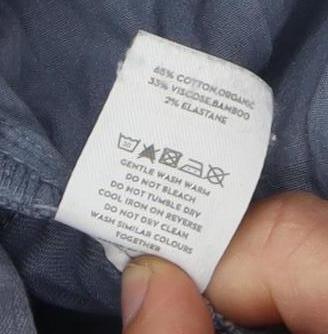 65% COTTON,ORGANIC
33% VISCOSE,BAMBOO
2% ELASTANE
30
GENTLE WASH WARM
DO NOT BLEACH
DO NOT TUMBLE DRY
COOL IRON ON REVERSE
DO NOT DRY CLEAN
WASH SIMILAR COLOURS
TOGETHER